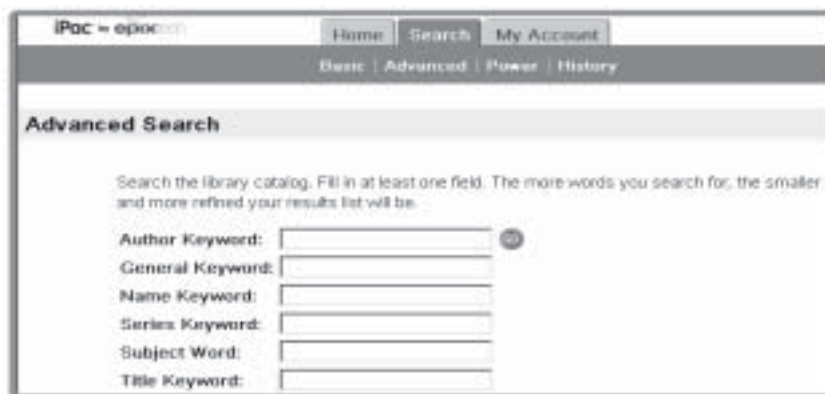 iPac
Home Search My Account
Basic | Advanced | Power | History
Advanced Search
Search the library catalog. Fill in at least one field. The more words you search for, the smaller
and more refined your results list will be.
Author Keyword:
General Keyword:
Name Keyword:
Series Keyword:
Subject Word:
Title Keyword: